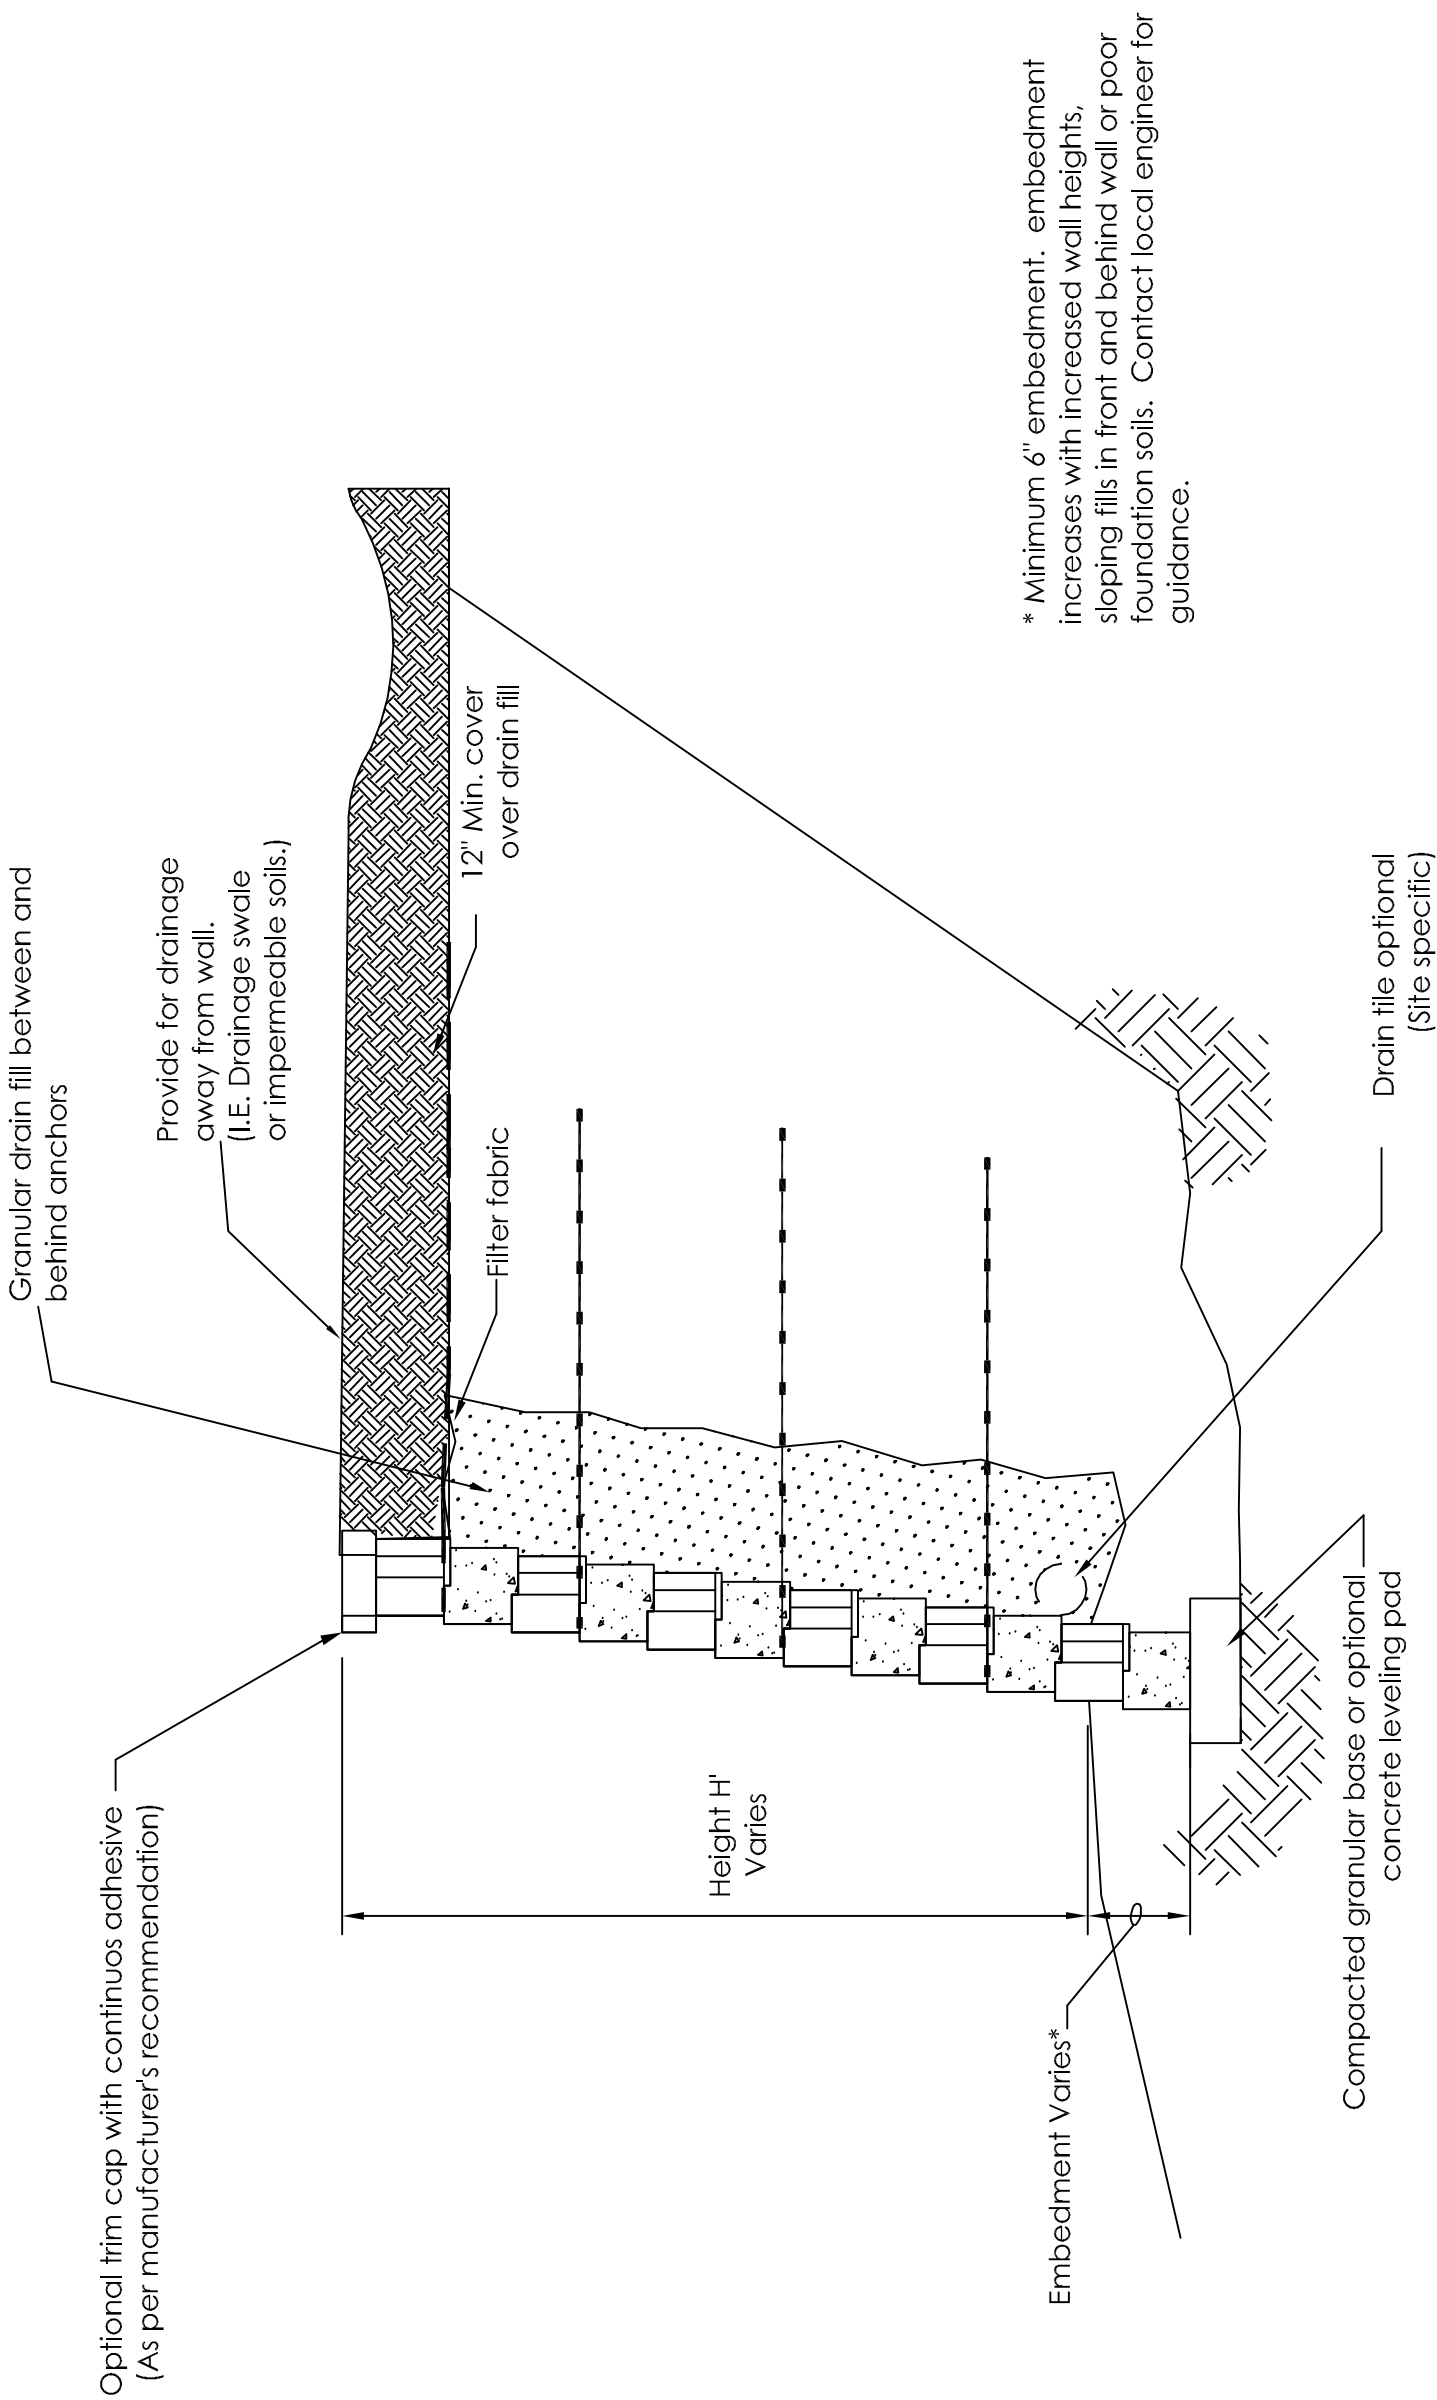 Optional trim cap with continuos adhesive
(As per manufacturer's recommendation)
Granular drain fill between and
behind anchors
Provide for drainage
away from wall.
(I.E. Drainage swale
or impermeable soils.)
12" Min. cover
over drain fill
Filter fabric
Height H'
Varies
Embedment Varies*
* Minimum 6" embedment. embedment
increases with increased wall heights,
sloping fills in front and behind wall or poor
foundation soils. Contact local engineer for
guidance.
Drain tile optional
(Site specific)
Compacted granular base or optional
concrete leveling pad